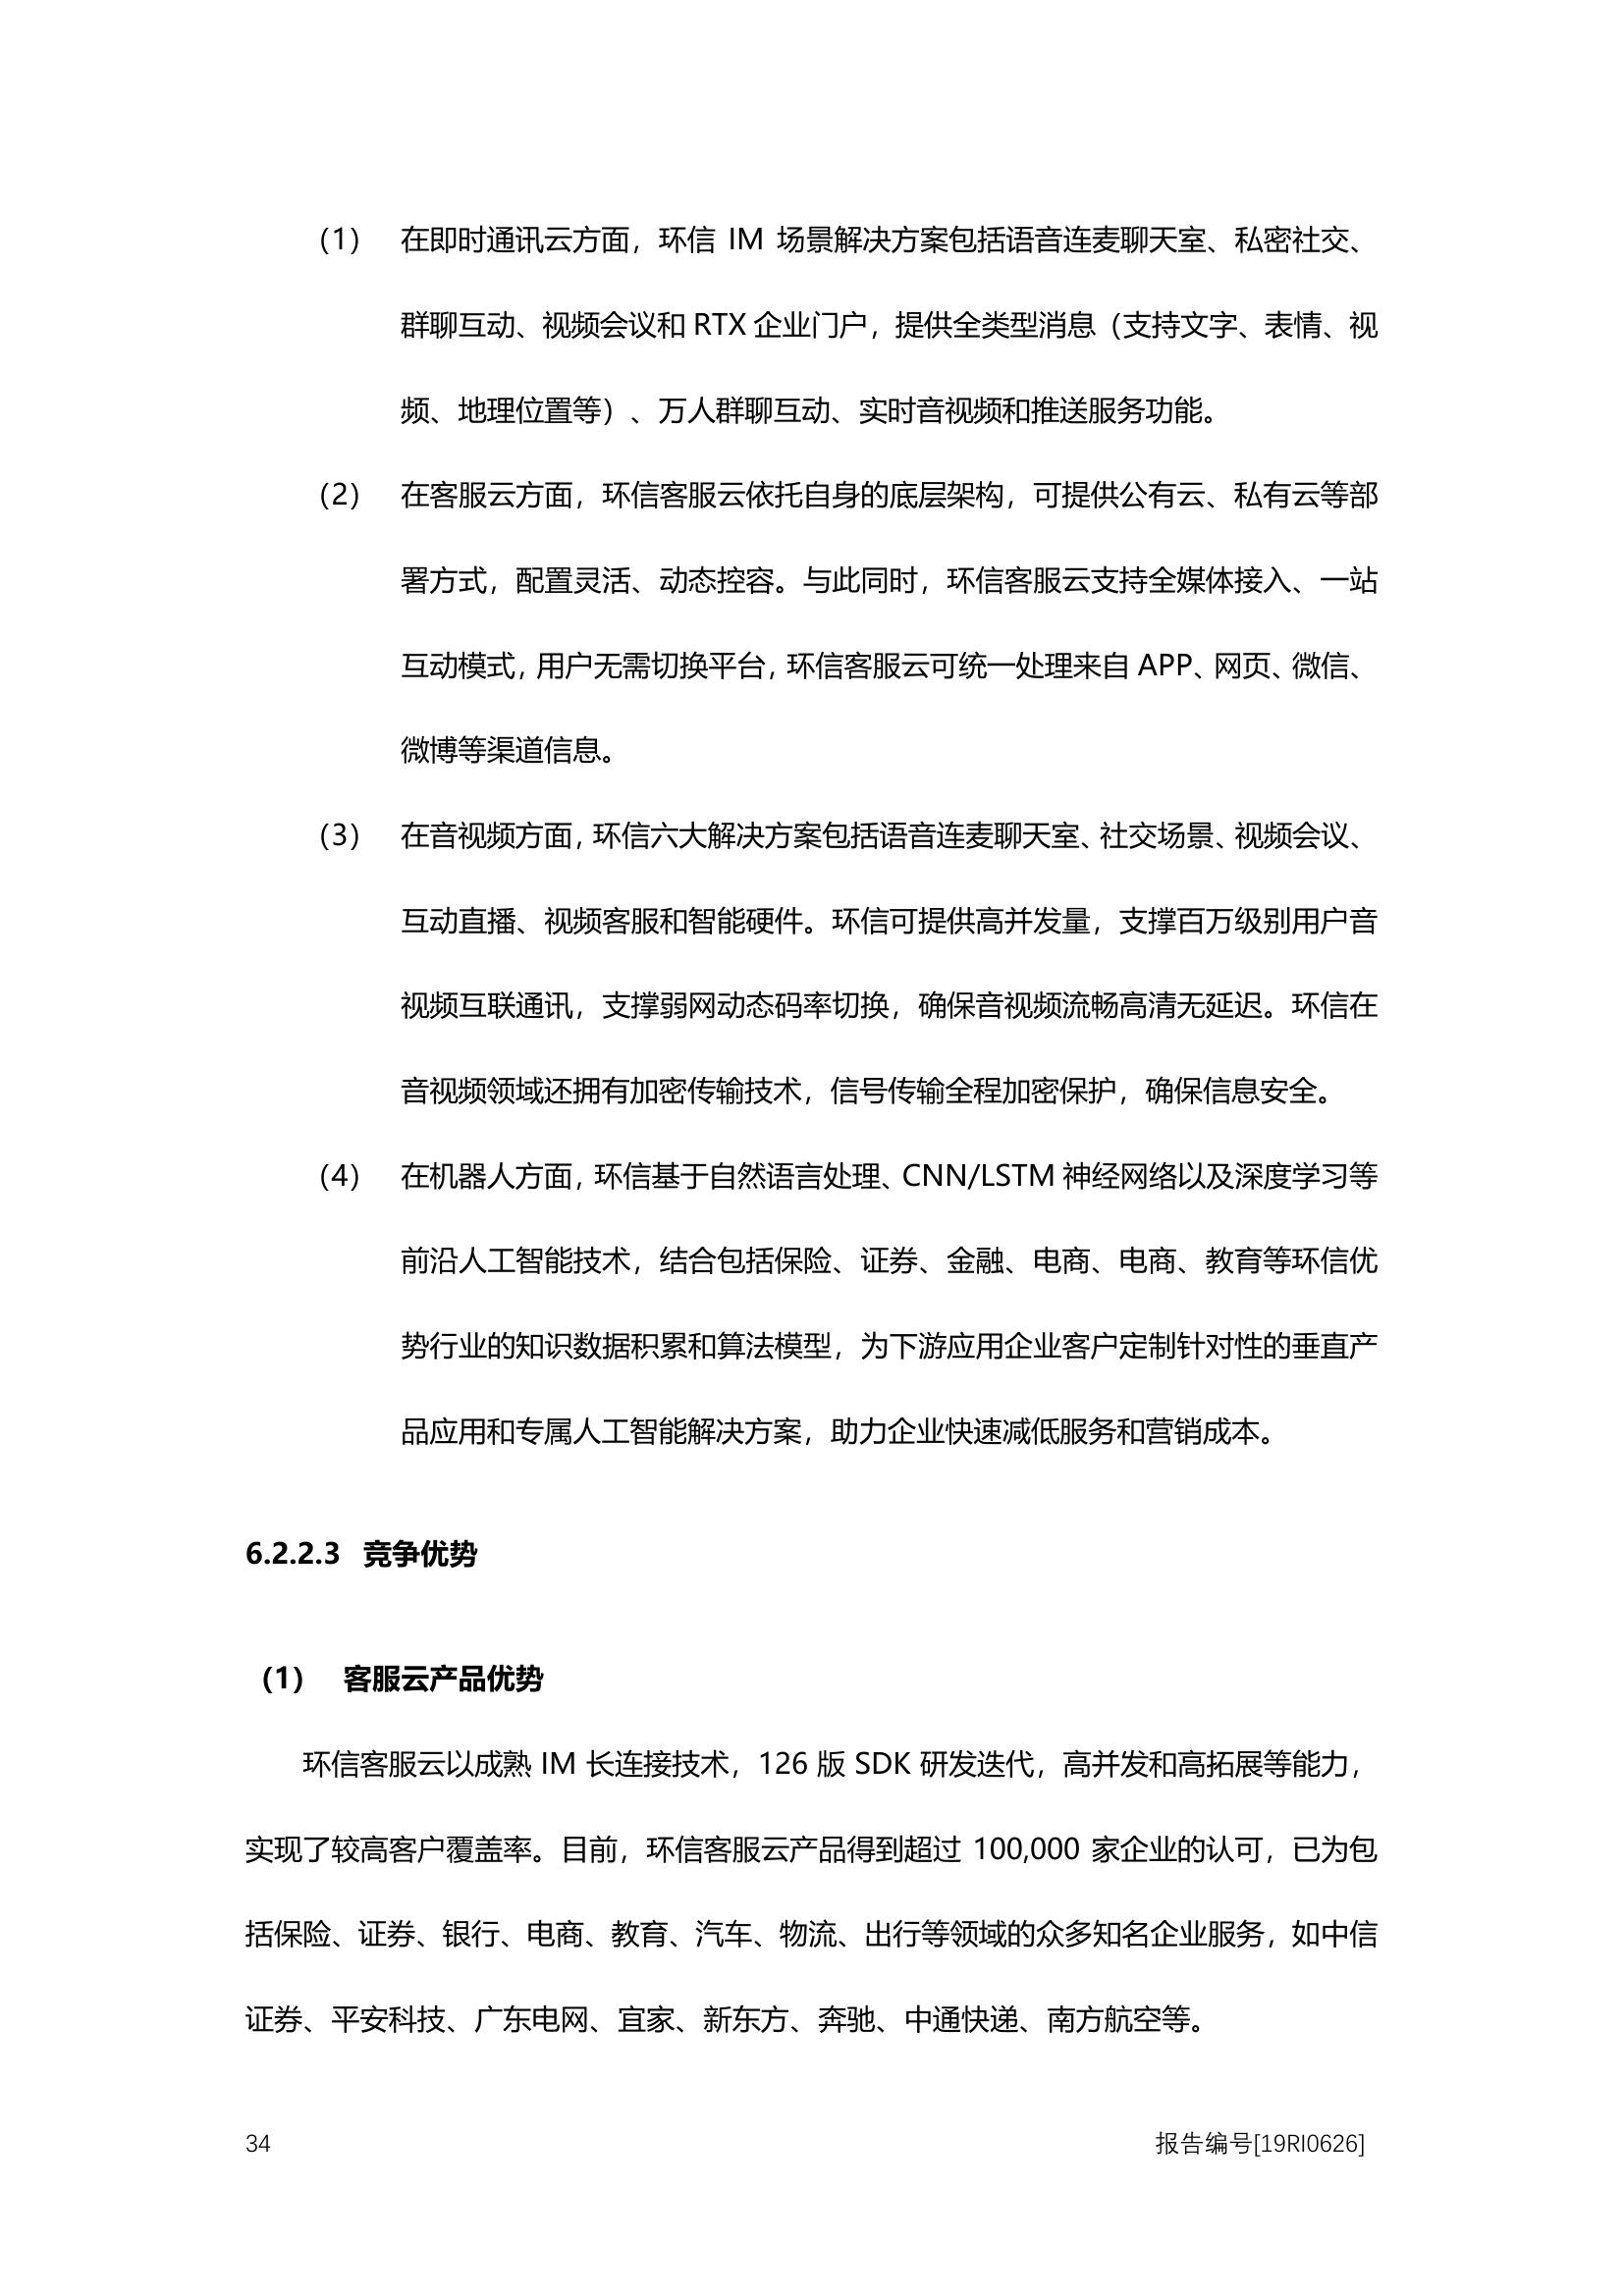 （1） 在即时通讯云方面，环信 IM 场景解决方案包括语音连麦聊天室、私密社交、
群聊互动、视频会议和 RTX 企业门户，提供全类型消息（支持文字、表情、视
频、地理位置等）、万人群聊互动、实时音视频和推送服务功能。
（2） 在客服云方面，环信客服云依托自身的底层架构，可提供公有云、私有云等部
署方式，配置灵活、动态控容。与此同时，环信客服云支持全媒体接入、一站
互动模式，用户无需切换平台，环信客服云可统一处理来自 APP、网页、微信、
微博等渠道信息。
（3） 在音视频方面，环信六大解决方案包括语音连麦聊天室、社交场景、视频会议、
互动直播、视频客服和智能硬件。环信可提供高并发量，支撑百万级别用户音
视频互联通讯，支撑弱网动态码率切换，确保音视频流畅高清无延迟。环信在
音视频领域还拥有加密传输技术，信号传输全程加密保护，确保信息安全。
（4） 在机器人方面，环信基于自然语言处理、CNN/LSTM 神经网络以及深度学习等
前沿人工智能技术，结合包括保险、证券、金融、电商、电商、教育等环信优
势行业的知识数据积累和算法模型，为下游应用企业客户定制针对性的垂直产
品应用和专属人工智能解决方案，助力企业快速减低服务和营销成本。
6.2.2.3 竞争优势
（1） 客服云产品优势
环信客服云以成熟 IM 长连接技术，126 版 SDK 研发迭代，高并发和高拓展等能力，
实现了较高客户覆盖率。目前，环信客服云产品得到超过 100,000 家企业的认可，已为包
括保险、证券、银行、电商、教育、汽车、物流、出行等领域的众多知名企业服务，如中信
证券、平安科技、广东电网、宜家、新东方、奔驰、中通快递、南方航空等。
34 报告编号[19RI0626]